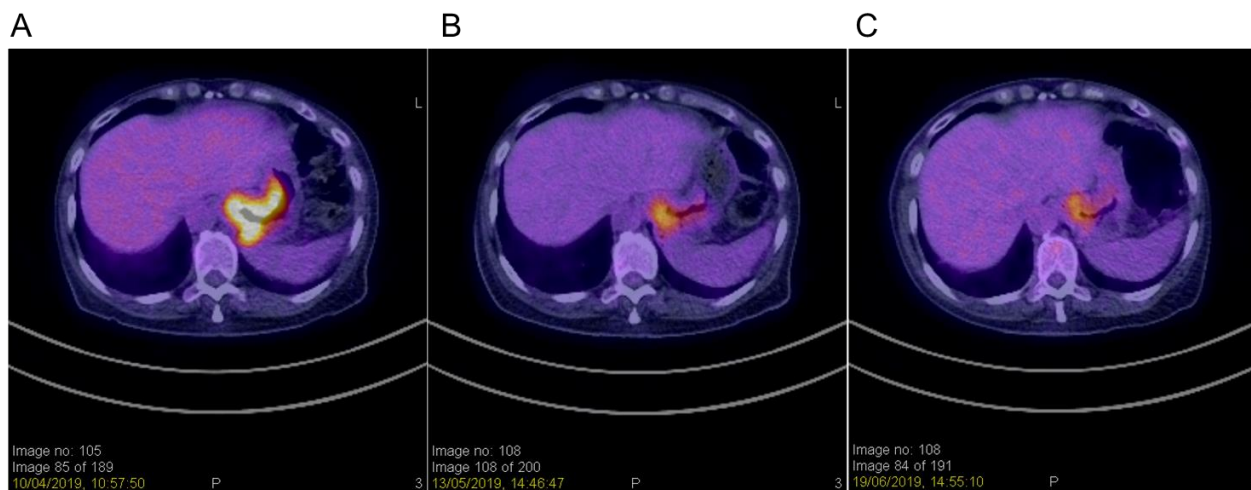 A
B
C
L
L
Image no: 105
Image 85 of 189
10/04/2019, 10:57:50
P
3
Image no: 108
Image 108 of 200
13/05/2019, 14:46:47
P
3
Image no: 108
Image 84 of 191
19/06/2019, 14:55:10
P